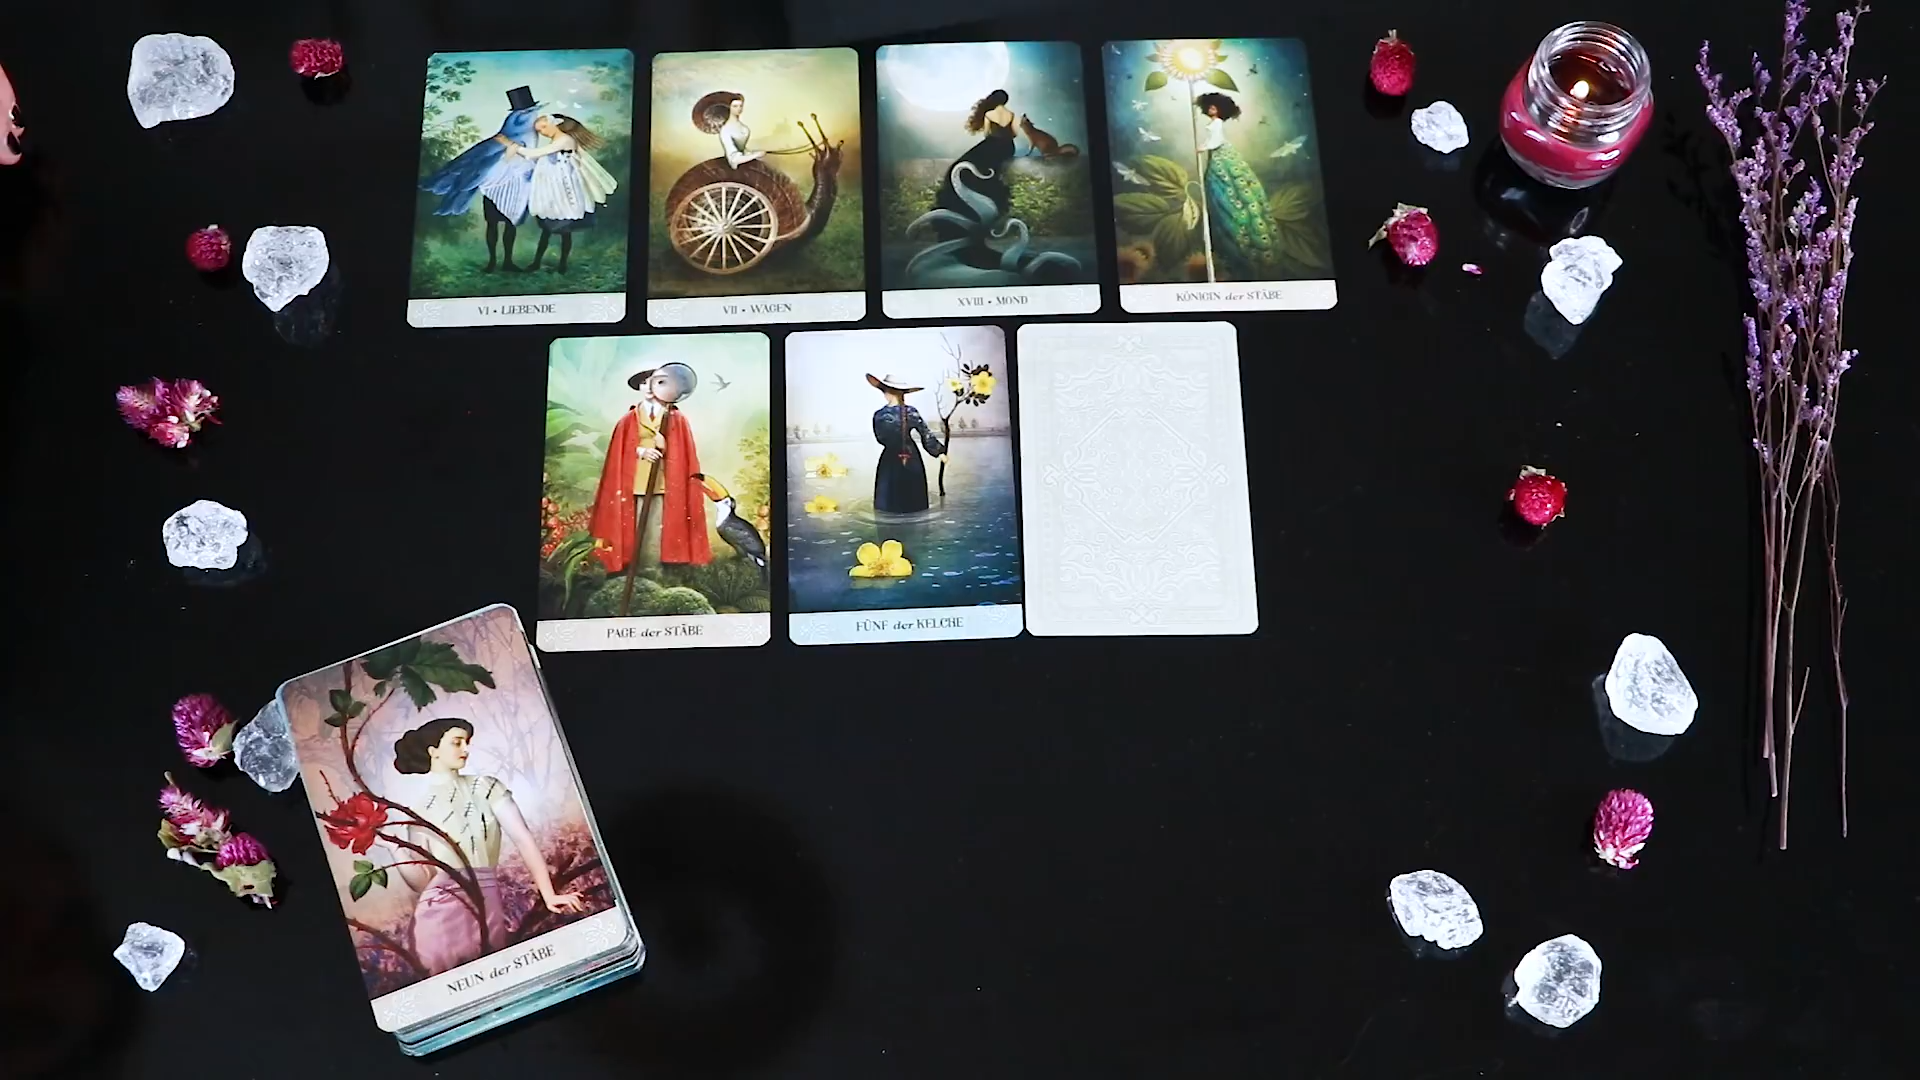 VI • LIEBENDE
VII • WAGEN
XVIII • MOND
KÖNIGIN der STÄBE
PAGE der STÄBE
FÜNF der KELCHE
NEUN der STÄBE